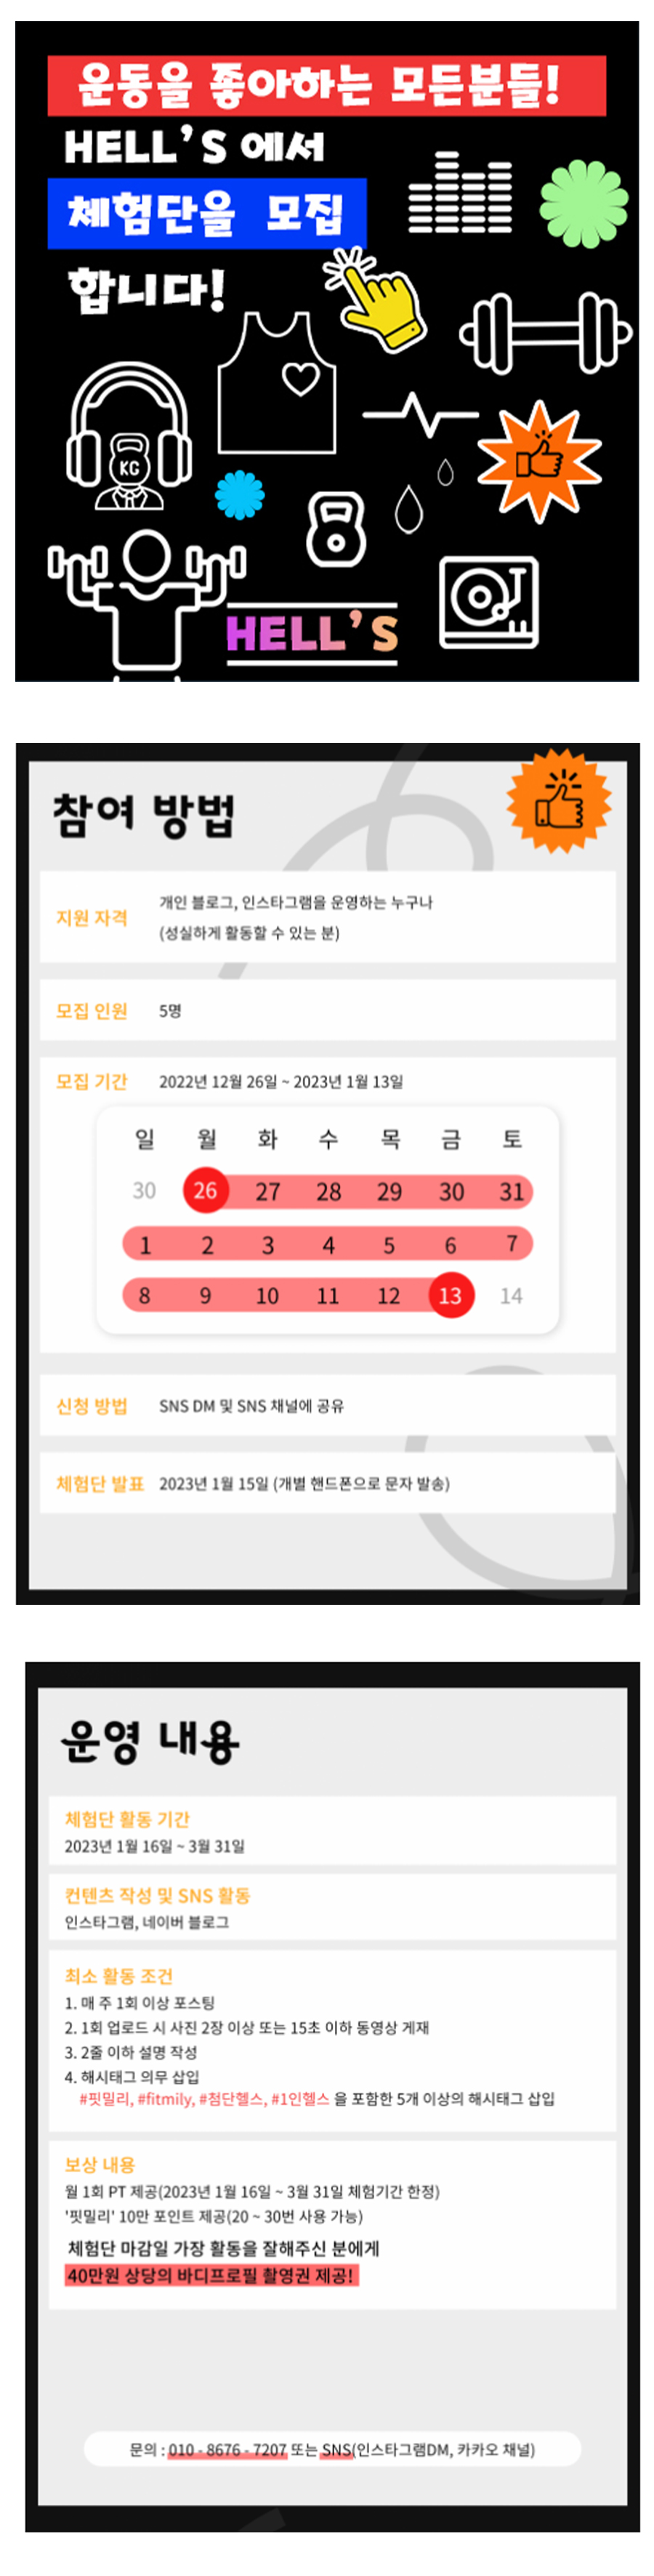 운동을 좋아하는 모든분들!
HELL'S 에서
체험단을 모집
합니다!
KG
HELL'S
참여 방법
지원 자격
개인 블로그, 인스타그램을 운영하는 누구나
(성실하게 활동할 수 있는 분)
모집 인원 5명
모집 기간 2022년 12월 26일 ~ 2023년 1월 13일
일 월 화 수 목 금 토
30 26 27 28 29 30 31
1 2 3 4 5 6 7
8 9 10 11 12 13 14
신청 방법 SNS DM 및 SNS 채널에 공유
체험단 발표 2023년 1월 15일 (개별 핸드폰으로 문자 발송)
운영 내용
체험단 활동 기간
2023년 1월 16일 ~ 3월 31일
컨텐츠 작성 및 SNS 활동
인스타그램, 네이버 블로그
최소 활동 조건
1. 매 주 1회 이상 포스팅
2. 1회 업로드 시 사진 2장 이상 또는 15초 이하 동영상 게재
3. 2줄 이하 설명 작성
4. 해시태그 의무 삽입
#핏밀리, #fitmily, #첨단헬스, #1인헬스 을 포함한 5개 이상의 해시태그 삽입
보상 내용
월 1회 PT 제공(2023년 1월 16일 ~ 3월 31일 체험기간 한정)
'핏밀리' 10만 포인트 제공(20 ~ 30번 사용 가능)
체험단 마감일 가장 활동을 잘해주신 분에게
40만원 상당의 바디프로필 촬영권 제공!
문의 : 010 - 8676 - 7207 또는 SNS(인스타그램DM, 카카오 채널)